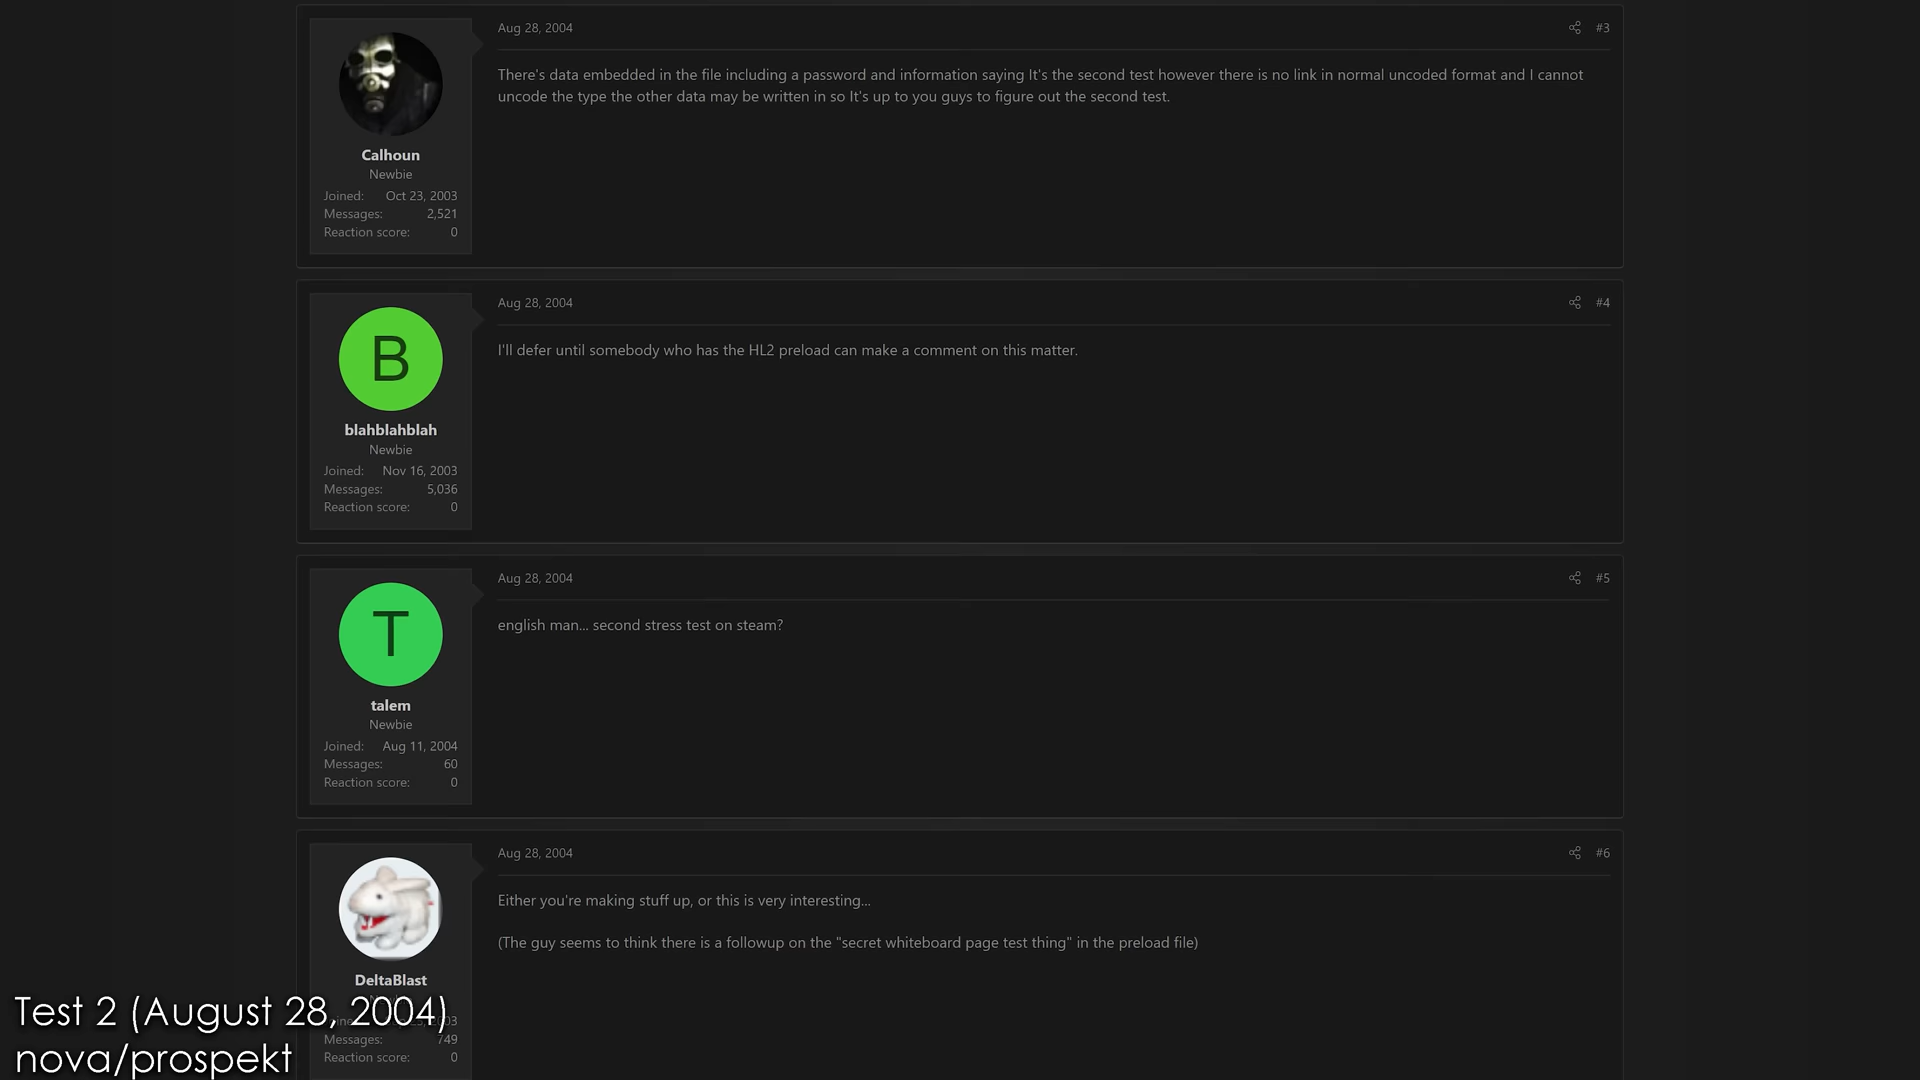 Aug 28, 2004
#3
There's data embedded in the file including a password and information saying It's the second test however there is no link in normal uncoded format and I cannot
uncode the type the other data may be written in so It's up to you guys to figure out the second test.
Calhoun
Newbie
Joined: Oct 23, 2003
Messages: 2,521
Reaction score: 0
Aug 28, 2004
#4
B
I'll defer until somebody who has the HL2 preload can make a comment on this matter.
blahblahblah
Newbie
Joined: Nov 16, 2003
Messages: 5,036
Reaction score: 0
Aug 28, 2004
#5
T
english man... second stress test on steam?
talem
Newbie
Joined: Aug 11, 2004
Messages: 60
Reaction score: 0
Aug 28, 2004
#6
Either you're making stuff up, or this is very interesting...
(The guy seems to think there is a followup on the "secret whiteboard page test thing" in the preload file)
DeltaBlast
Messages: 749
Reaction score: 0
Test 2 (August 28, 2004)
nova/prospekt